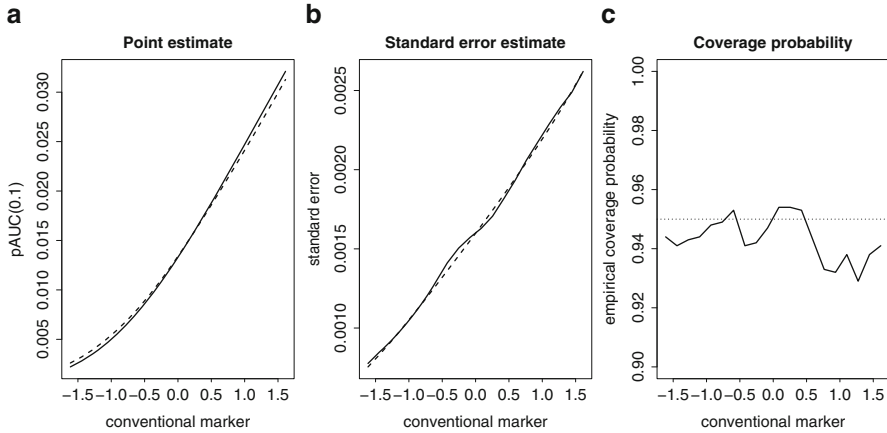 a
Point estimate
pAUC(0.1)
0.030
0.025
0.020
0.015
0.010
0.005
−1.5 −1.0 −0.5 0.0 0.5 1.0 1.5
conventional marker
b
Standard error estimate
standard error
0.0025
0.0020
0.0015
0.0010
−1.5 −1.0 −0.5 0.0 0.5 1.0 1.5
conventional marker
c
Coverage probability
empirical coverage probability
1.00
0.98
0.96
0.94
0.92
0.90
−1.5 −1.0 −0.5 0.0 0.5 1.0 1.5
conventional marker